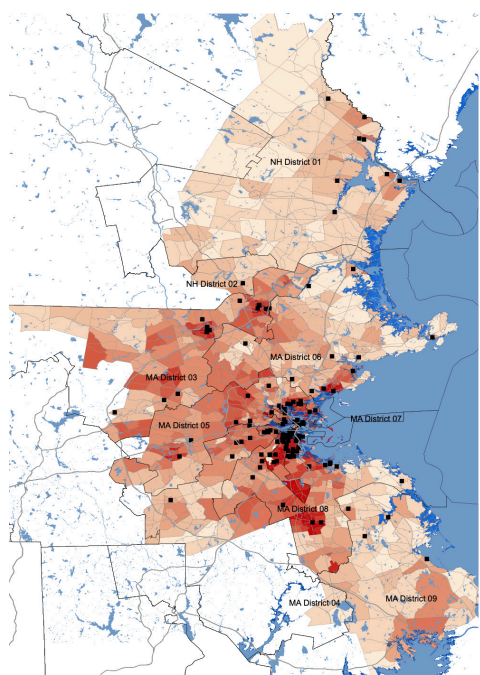 NH District 01
NH District 02
MA District 06
MA District 03
MA District 07
MA District 05
MA District 08
MA District 04
MA District 09